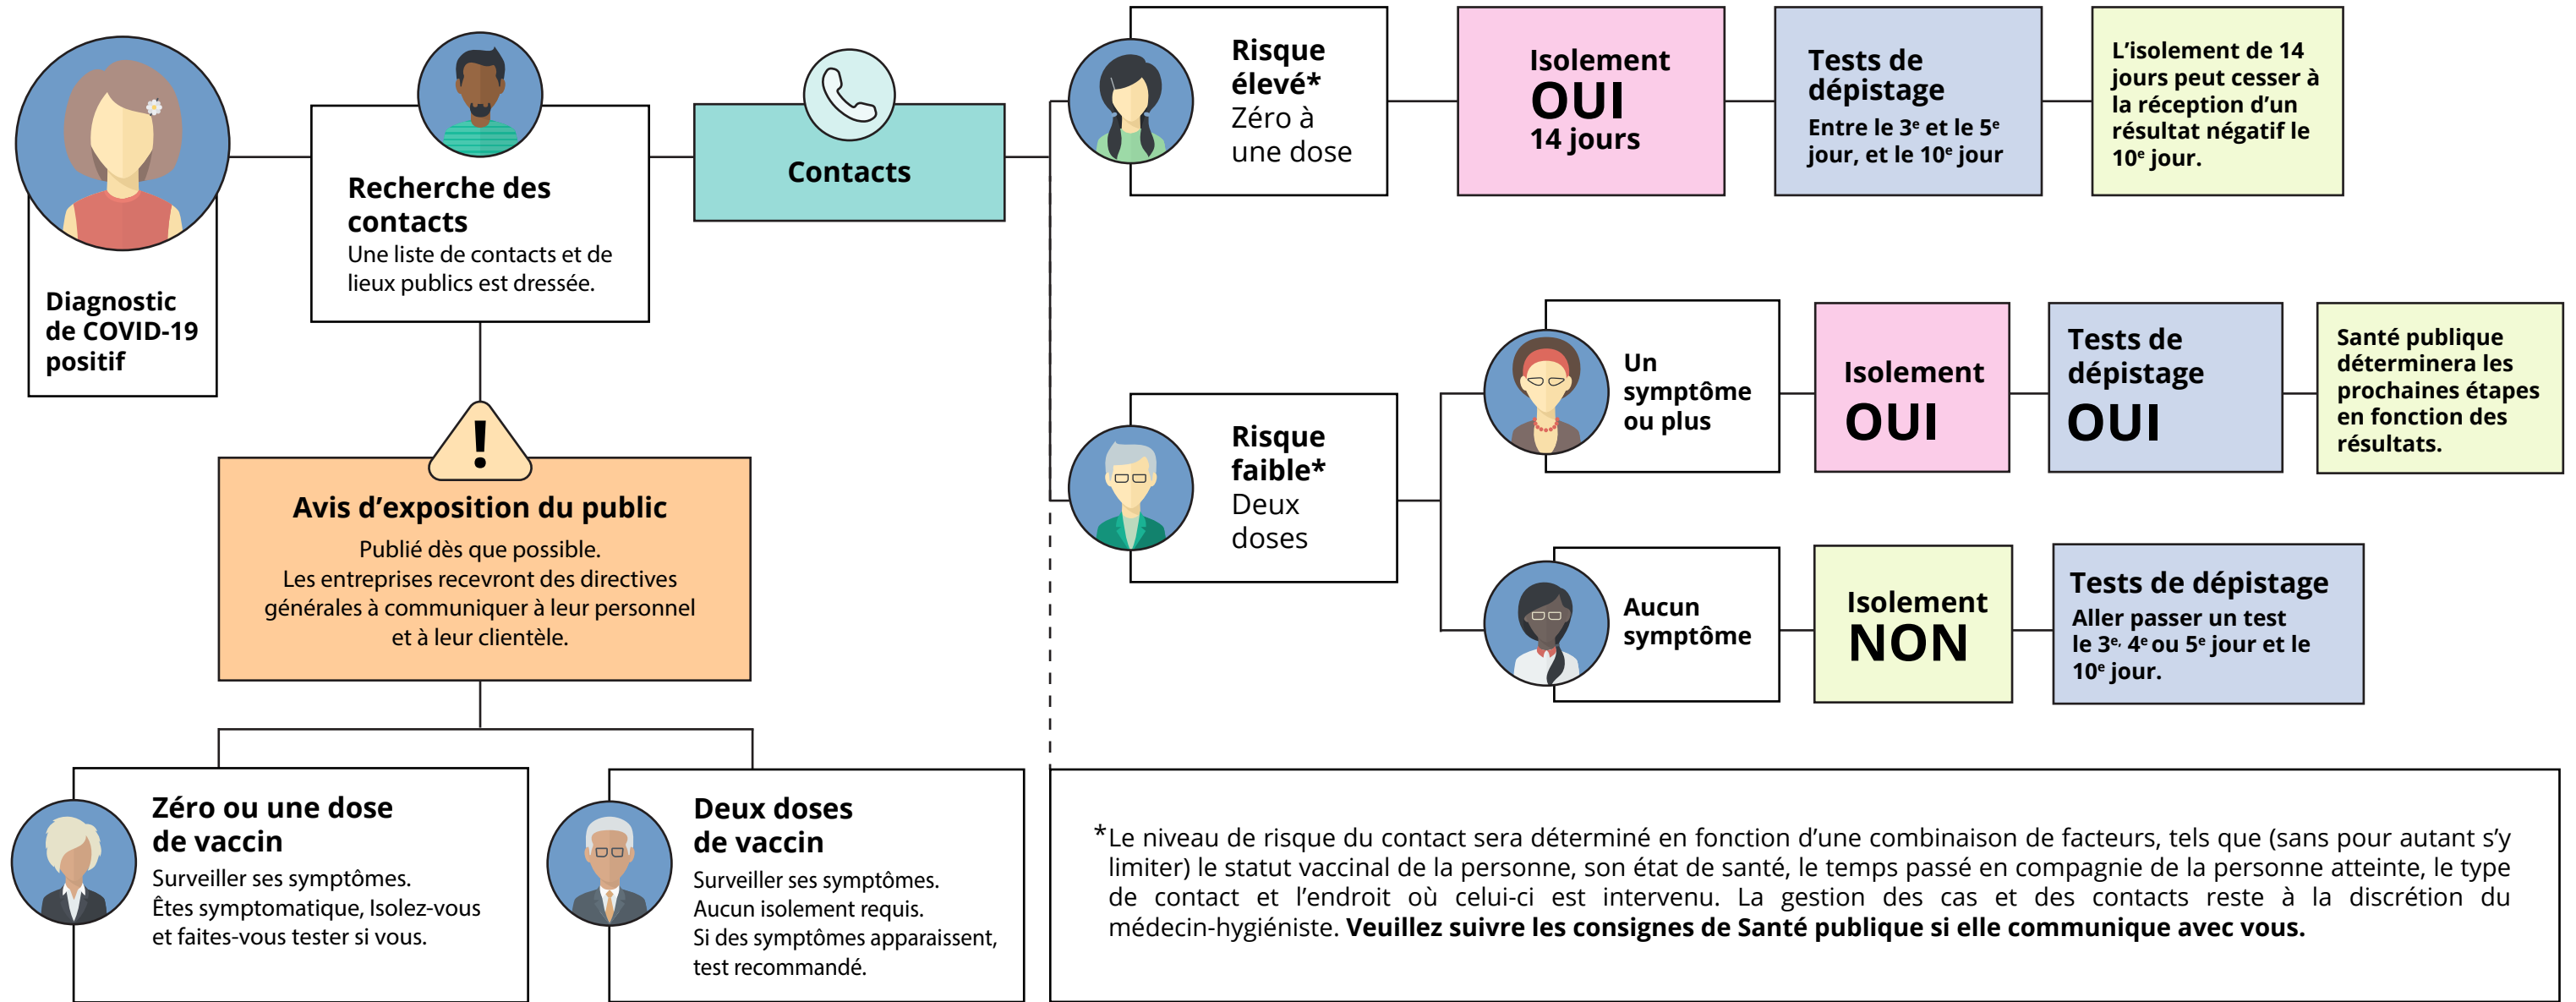 Diagnostic
de COVID-19
positif
Recherche des
contacts
Une liste de contacts et de
lieux publics est dressée.
Contacts
Risque
élevé*
Zéro à
une dose
Isolement
OUI
14 jours
Tests de
dépistage
Entre le 3e et le 5e
jour, et le 10e jour
L’isolement de 14
jours peut cesser à
la réception d’un
résultat négatif le
10e jour.
Risque
faible*
Deux
doses
Un
symptôme
ou plus
Isolement
OUI
Tests de
dépistage
OUI
Santé publique
déterminera les
prochaines étapes
en fonction des
résultats.
Aucun
symptôme
Isolement
NON
Tests de dépistage
Aller passer un test
le 3e, 4e ou 5e jour et le
10e jour.
!
Avis d’exposition du public
Publié dès que possible.
Les entreprises recevront des directives
générales à communiquer à leur personnel
et à leur clientèle.
Zéro ou une dose
de vaccin
Surveiller ses symptômes.
Êtes symptomatique, Isolez-vous
et faites-vous tester si vous.
Deux doses
de vaccin
Surveiller ses symptômes.
Aucun isolement requis.
Si des symptômes apparaissent,
test recommandé.
*Le niveau de risque du contact sera déterminé en fonction d’une combinaison de facteurs, tels que (sans pour autant s’y
limiter) le statut vaccinal de la personne, son état de santé, le temps passé en compagnie de la personne atteinte, le type
de contact et l’endroit où celui-ci est intervenu. La gestion des cas et des contacts reste à la discrétion du
médecin-hygiéniste. Veuillez suivre les consignes de Santé publique si elle communique avec vous.